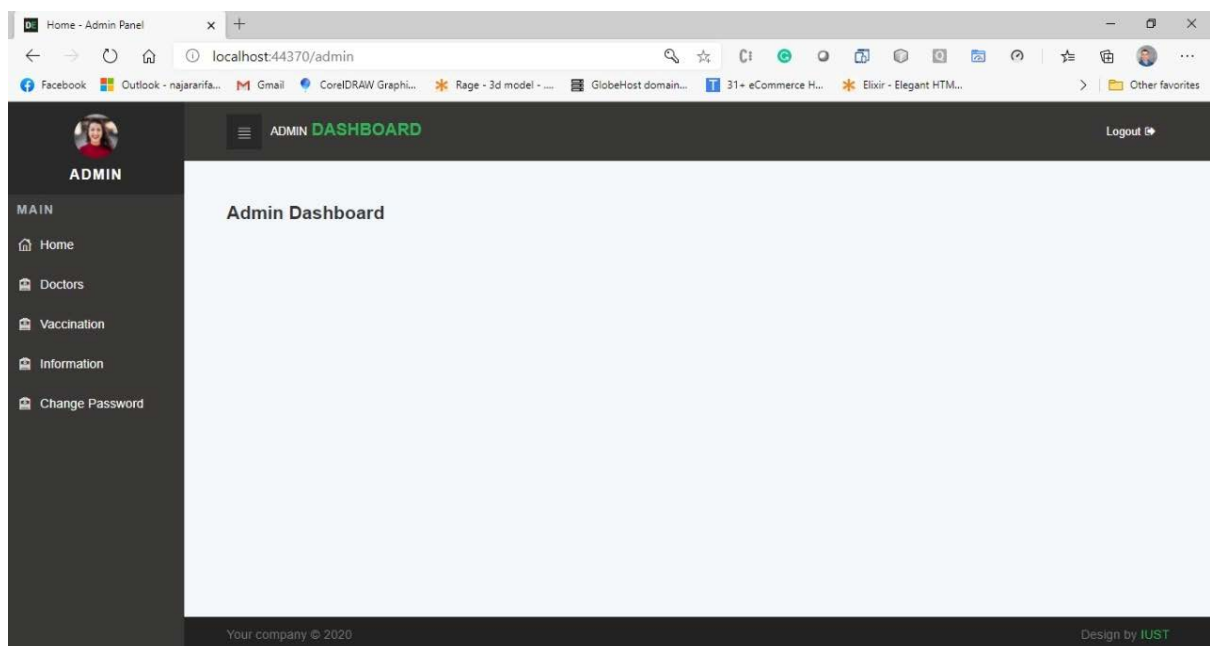 DE Home - Admin Panel
localhost:44370/admin
Facebook Outlook - najararifa... Gmail CorelDRAW Graphi... Rage - 3d model - .... GlobeHost domain... T 31+ eCommerce H... Elixir - Elegant HTM... Other favorites
ADMIN DASHBOARD Logout
ADMIN
MAIN
Admin Dashboard
Home
Doctors
Vaccination
Information
Change Password
Your company © 2020 Design by IUST